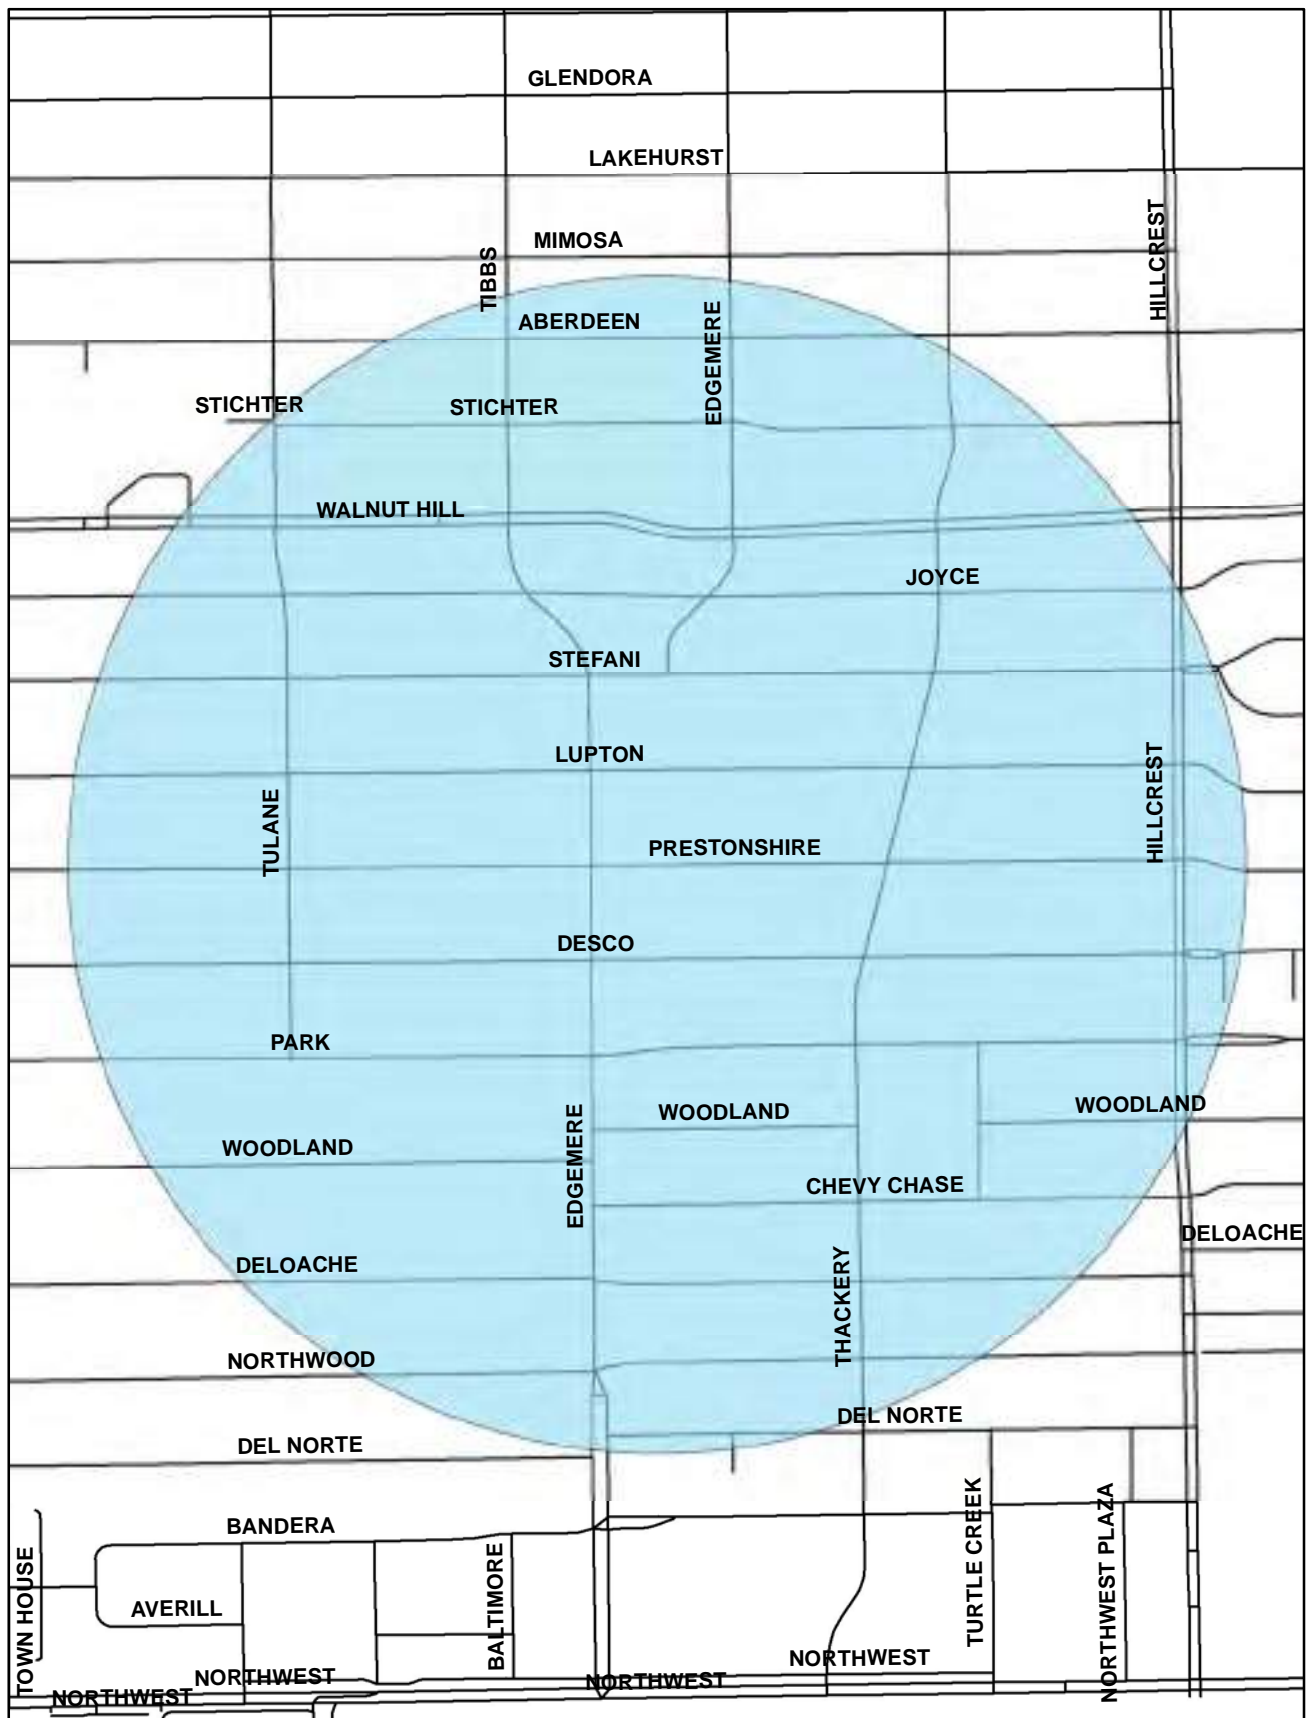 GLENDORA
LAKEHURST
HILLCREST
MIMOSA
TIBBS
ABERDEEN
EDGEMERE
STICHTER
STICHTER
WALNUT HILL
JOYCE
STEFANI
LUPTON
HILLCREST
TULANE
PRESTONSHIRE
DESCO
PARK
WOODLAND
WOODLAND
WOODLAND
EDGEMERE
CHEVY CHASE
DELOACHE
DELOACHE
THACKERY
NORTHWOOD
DEL NORTE
DEL NORTE
TURTLE CREEK
NORTHWEST PLAZA
BANDERA
TOWN HOUSE
BALTIMORE
AVERILL
NORTHWEST
NORTHWEST
NORTHWEST
NORTHWEST